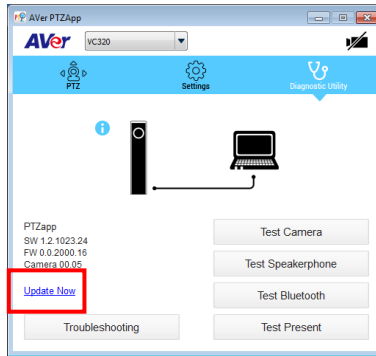 AVer PTZApp
AVer
VC320
PTZ
Settings
Diagnostic Utility
i
PTZapp
SW 1.2.1023.24
FW 0.0.2000.16
Camera 00.05
Update Now
Troubleshooting
Test Camera
Test Speakerphone
Test Bluetooth
Test Present